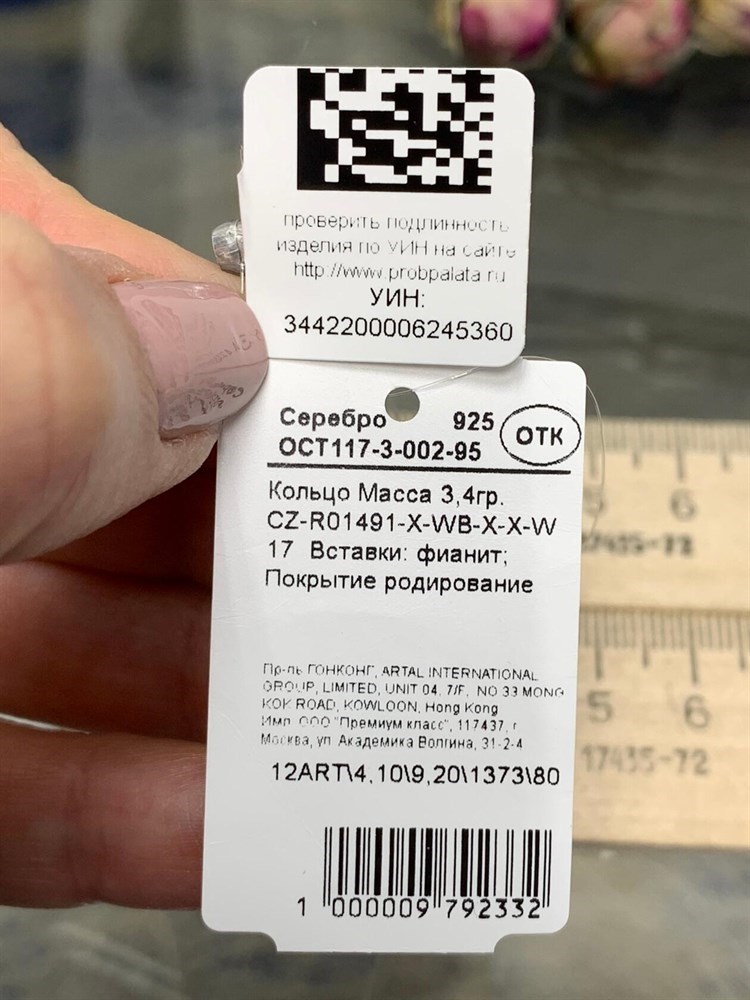 проверить подлинность
изделия по УИН на сайте
http://www.probpalata.ru
УИН:
3442200006245360
Серебро 925
ОСТ117-3-002-95
ОТК
Кольцо Масса 3,4гр.
CZ-R01491-X-WB-X-X-W
17 Вставки: фианит;
Покрытие родирование
Пр-ль ГОНКОНГ, ARTAL INTERNATIONAL
GROUP, LIMITED, UNIT 04, 7/F, NO 33 MONG
KOK ROAD, KOWLOON, Hong Kong
Имп. ООО "Премиум класс", 117437, г
Москва, ул Академика Волгина, 31-2-4
12ART\4,10\9,20\1373\80
1 000009 792332
5 6
17435-72
5 6
17435-72